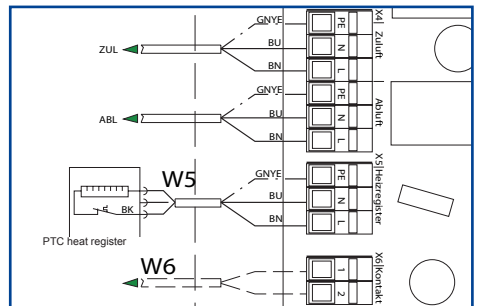 GNYE PE X4|
ZUL BU N Zuluft
BN L
GNYE PE Abluft
ABL BU N
BN L
W5 GNYE PE X5|Heizregister
BU N
BK BN L
PTC heat register
W6 1 X6|Kontakt
2